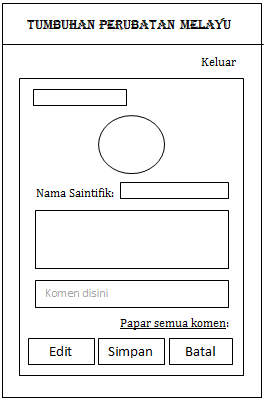 TUMBUHAN PERUBATAN MELAYU
Keluar
Nama Saintifik:
Komen disini
Papar semua komen:
Edit Simpan Batal